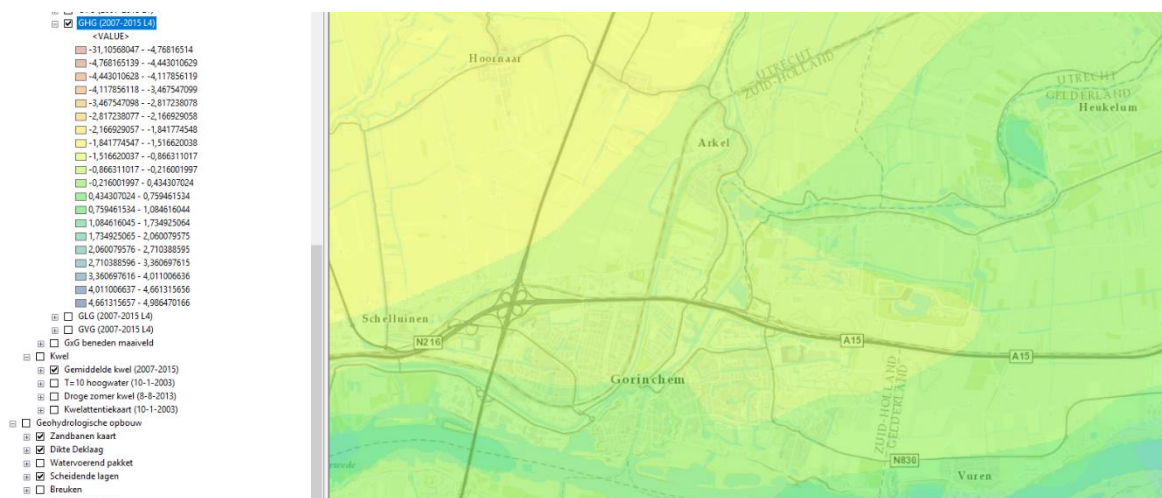 GHG (2007-2015 L4)
<VALUE>
-31,10568047 - -4,76816514
-4,768165139 - -4,443010629
-4,443010628 - -4,117856119
-4,117856118 - -3,467547099
-3,467547098 - -2,817238078
-2,817238077 - -2,166929058
-2,166929057 - -1,841774548
-1,841774547 - -1,516620038
-1,516620037 - -0,866311017
-0,866311017 - -0,216001997
-0,216001997 - 0,434307024
0,434307024 - 0,759461534
0,759461534 - 1,084616044
1,084616045 - 1,734925064
1,734925065 - 2,060079575
2,060079576 - 2,710388595
2,710388596 - 3,360697615
3,360697616 - 4,011006636
4,011006637 - 4,661315656
4,661315657 - 4,986470166
GLG (2007-2015 L4)
GVG (2007-2015 L4)
GxG beneden maaiveld
Kwel
Gemiddelde kwel (2007-2015)
T=10 hoogwater (10-1-2003)
Droge zomer kwel (8-8-2013)
Kwelattentiekaart (10-1-2003)
Geohydrologische opbouw
Zandbanen kaart
Dikte Deklaag
Watervoerend pakket
Scheidende lagen
Breuken
Hoornaar
UTRECHT
ZUID-HOLLAND
UTRECHT
GELDERLAND
Heukelum
Arkel
Schelluinen
N216
A15
A15
Gorinchem
ZUID-HOLLAND
GELDERLAND
N830
Vuren